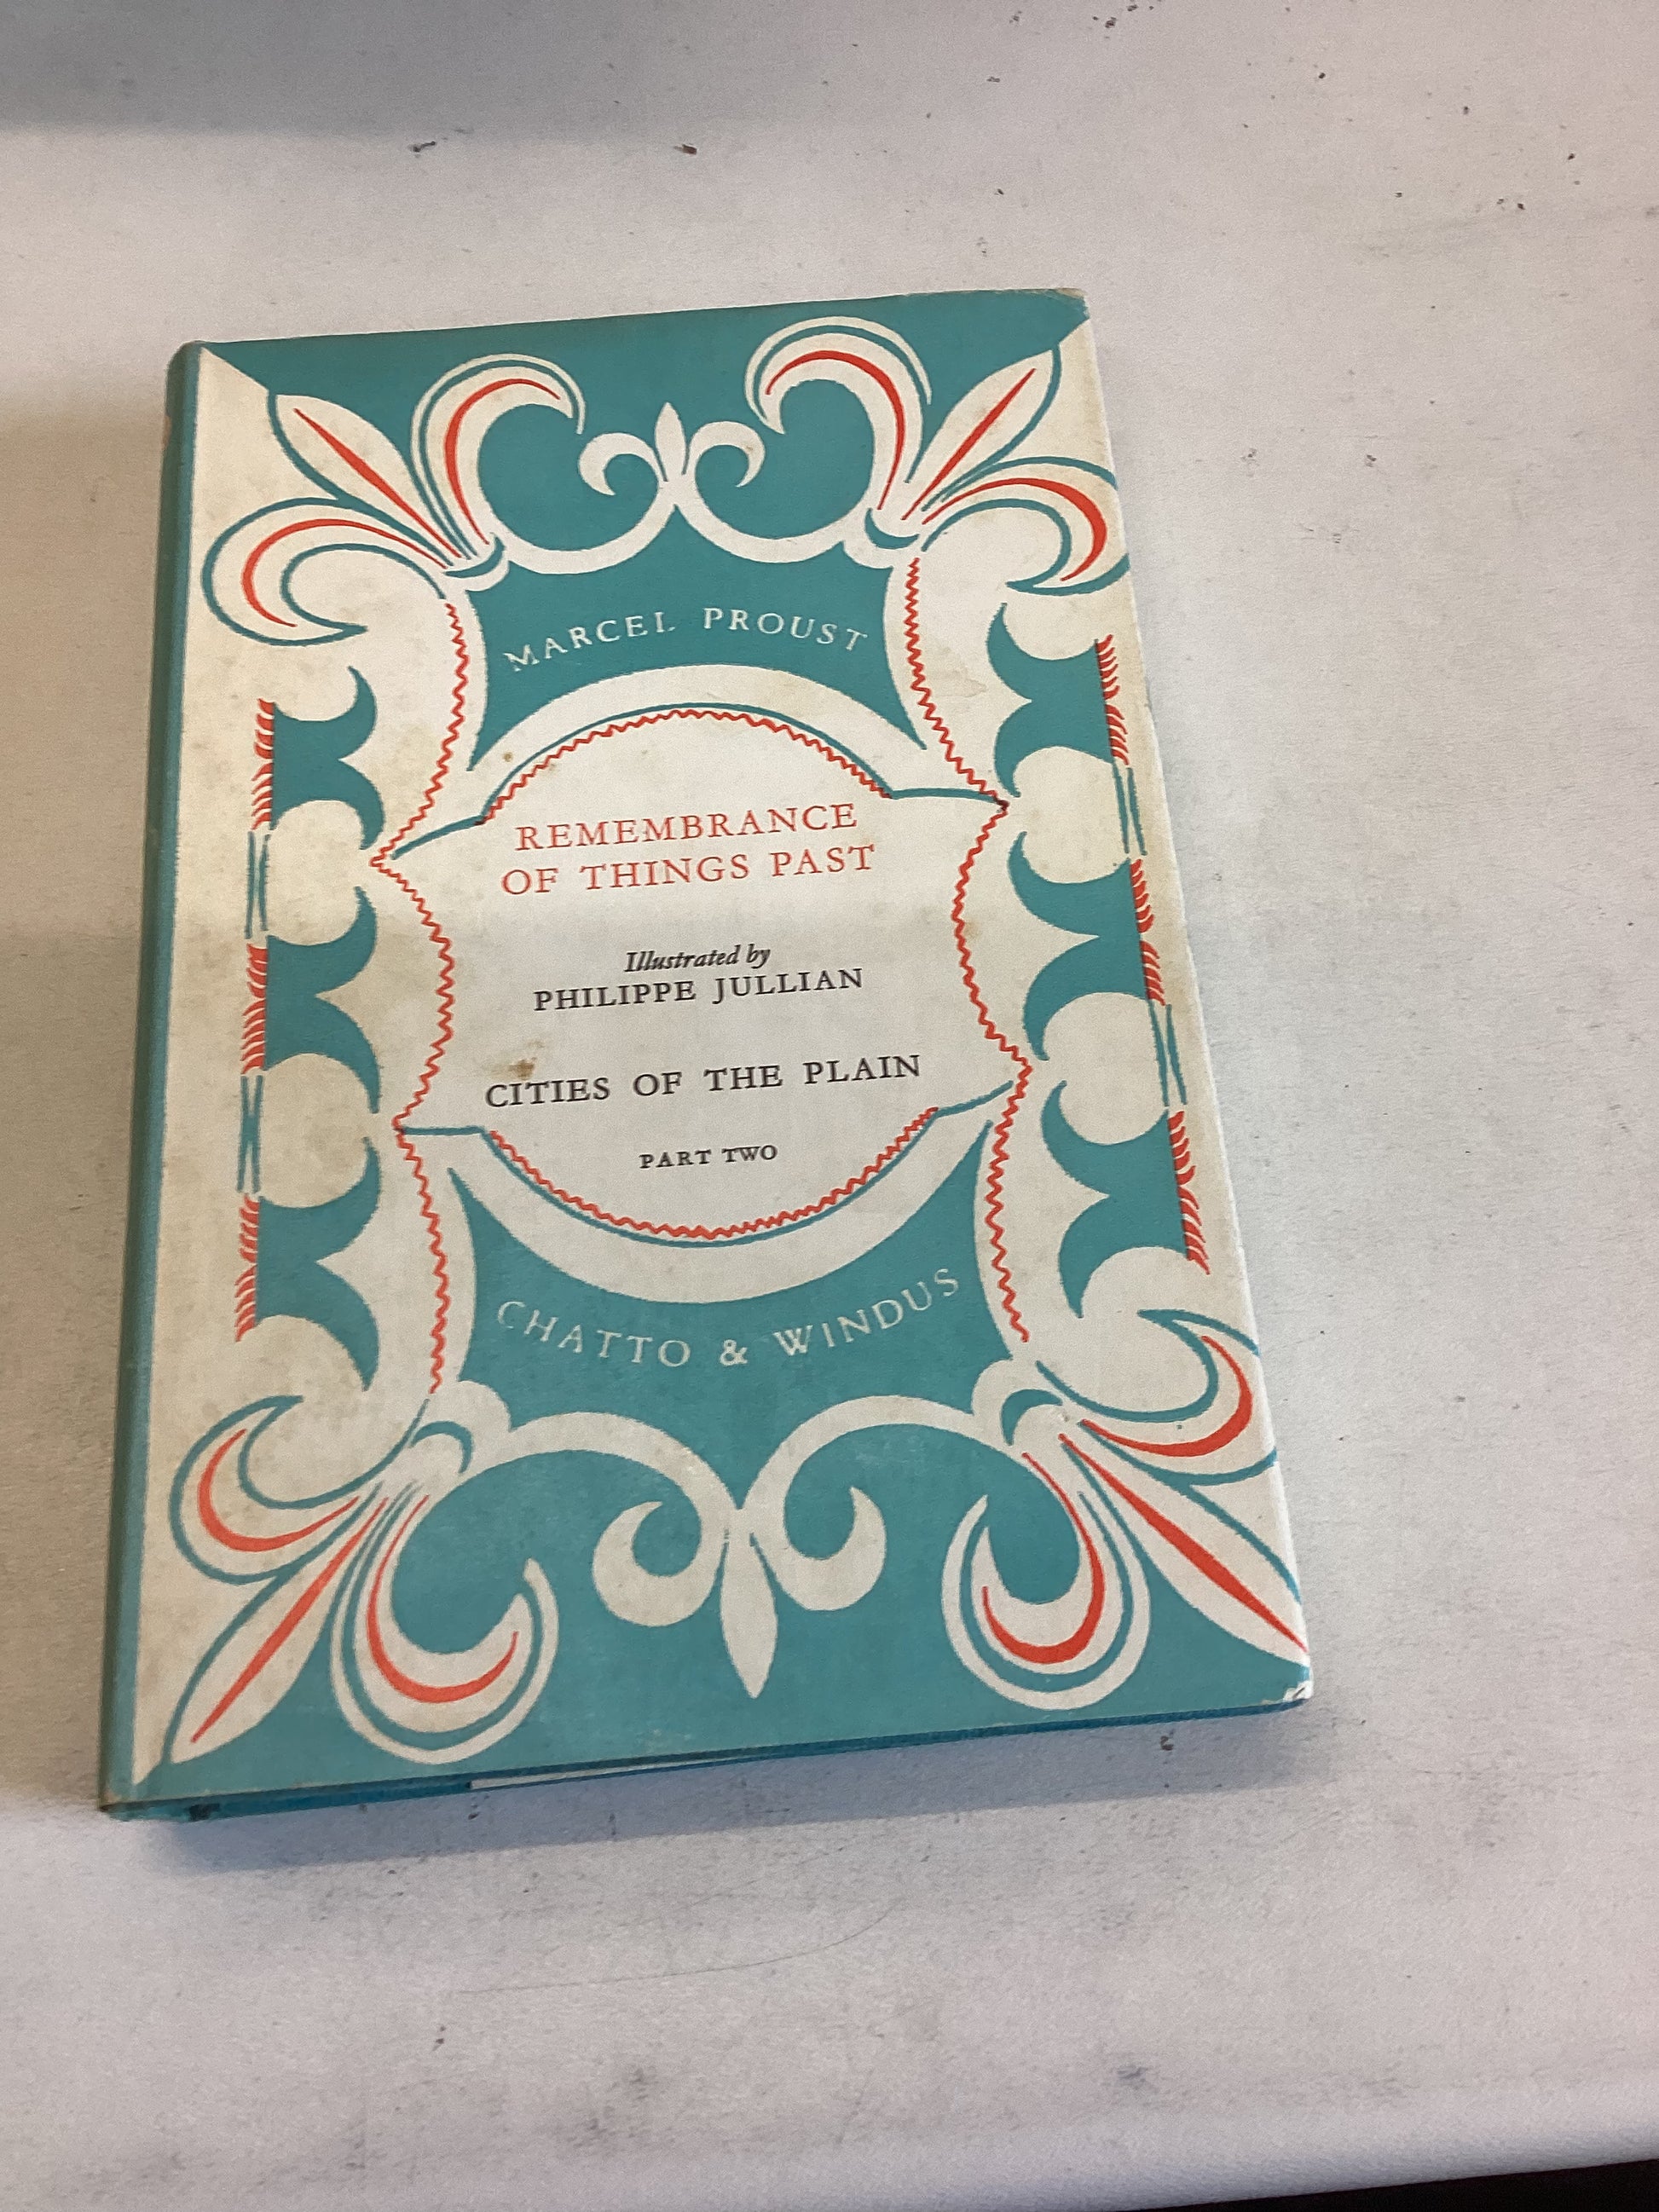 MARCEL PROUST
REMEMBRANCE
OF THINGS PAST
Illustrated by
PHILIPPE JULLIAN
CITIES OF THE PLAIN
PART TWO
CHATTO & WINDUS